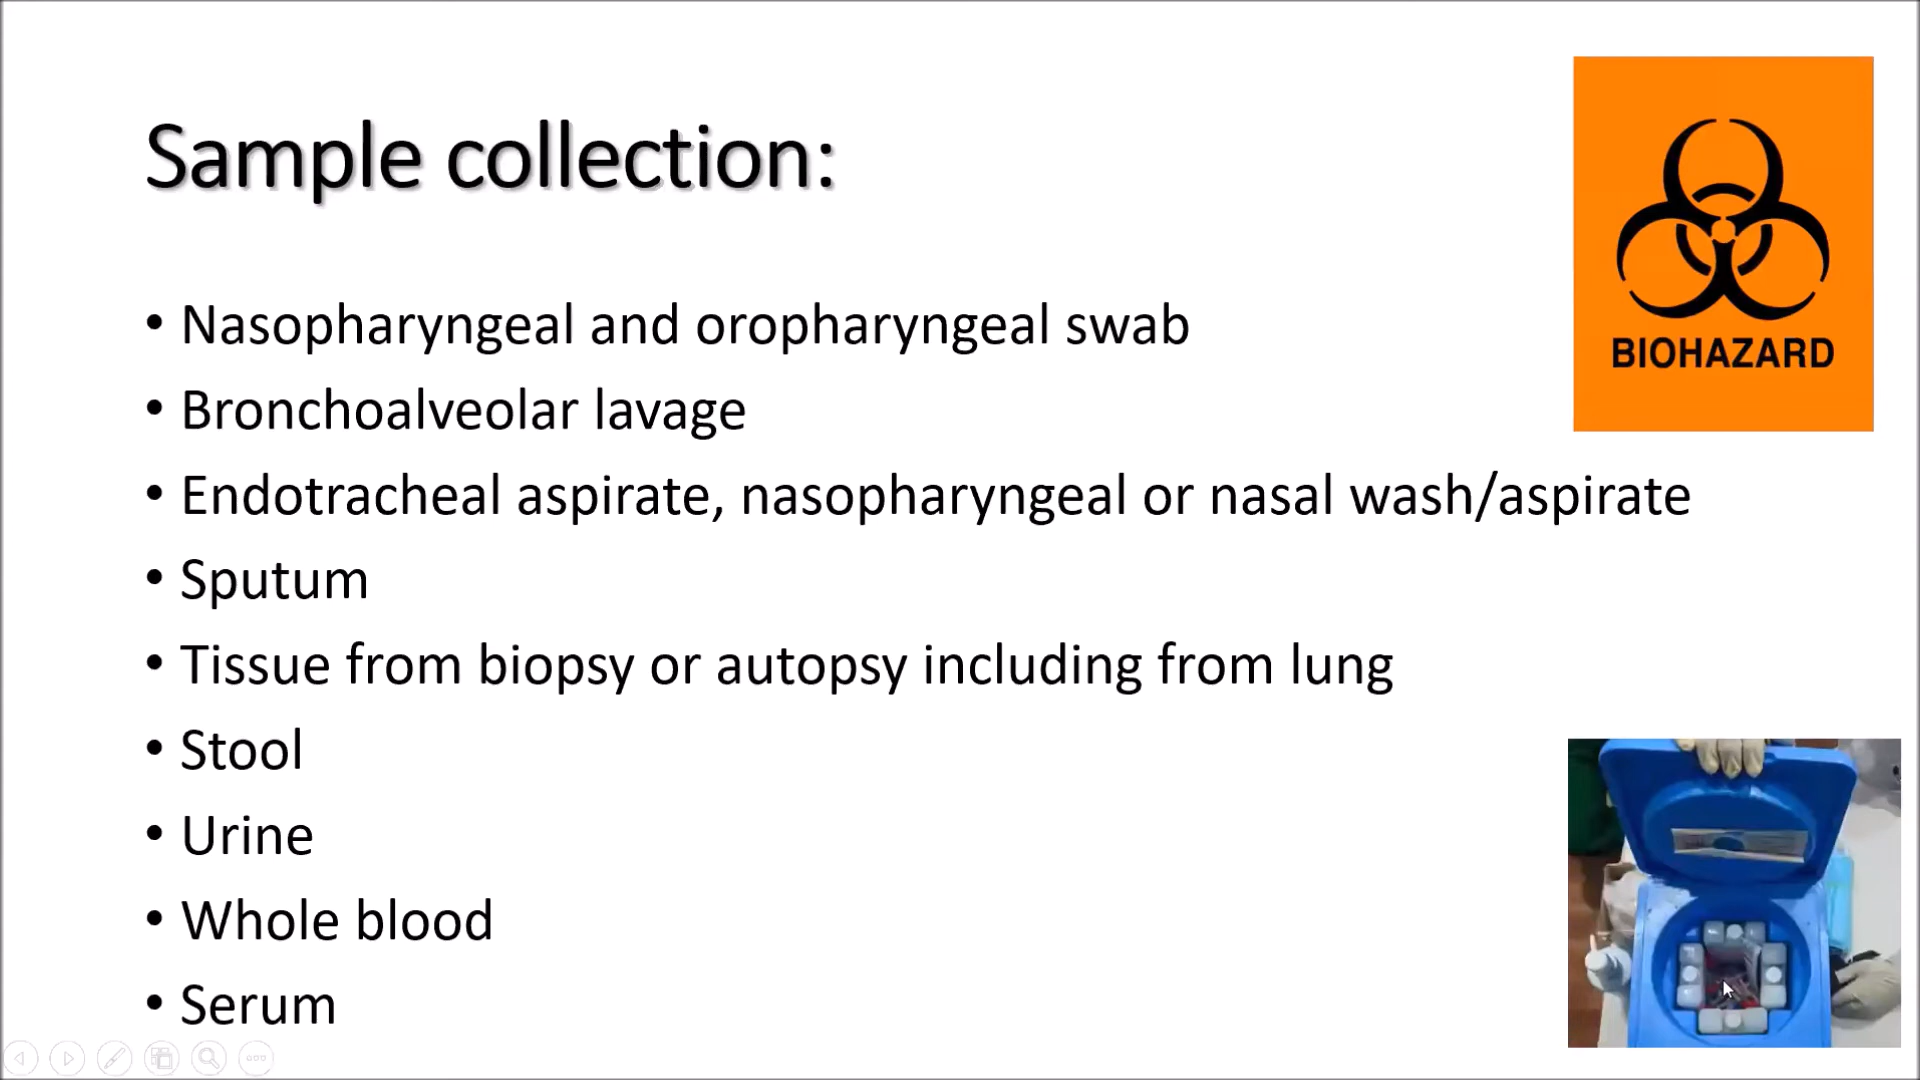 Sample collection:
• Nasopharyngeal and oropharyngeal swab
• Bronchoalveolar lavage
• Endotracheal aspirate, nasopharyngeal or nasal wash/aspirate
• Sputum
• Tissue from biopsy or autopsy including from lung
• Stool
• Urine
• Whole blood
• Serum
BIOHAZARD